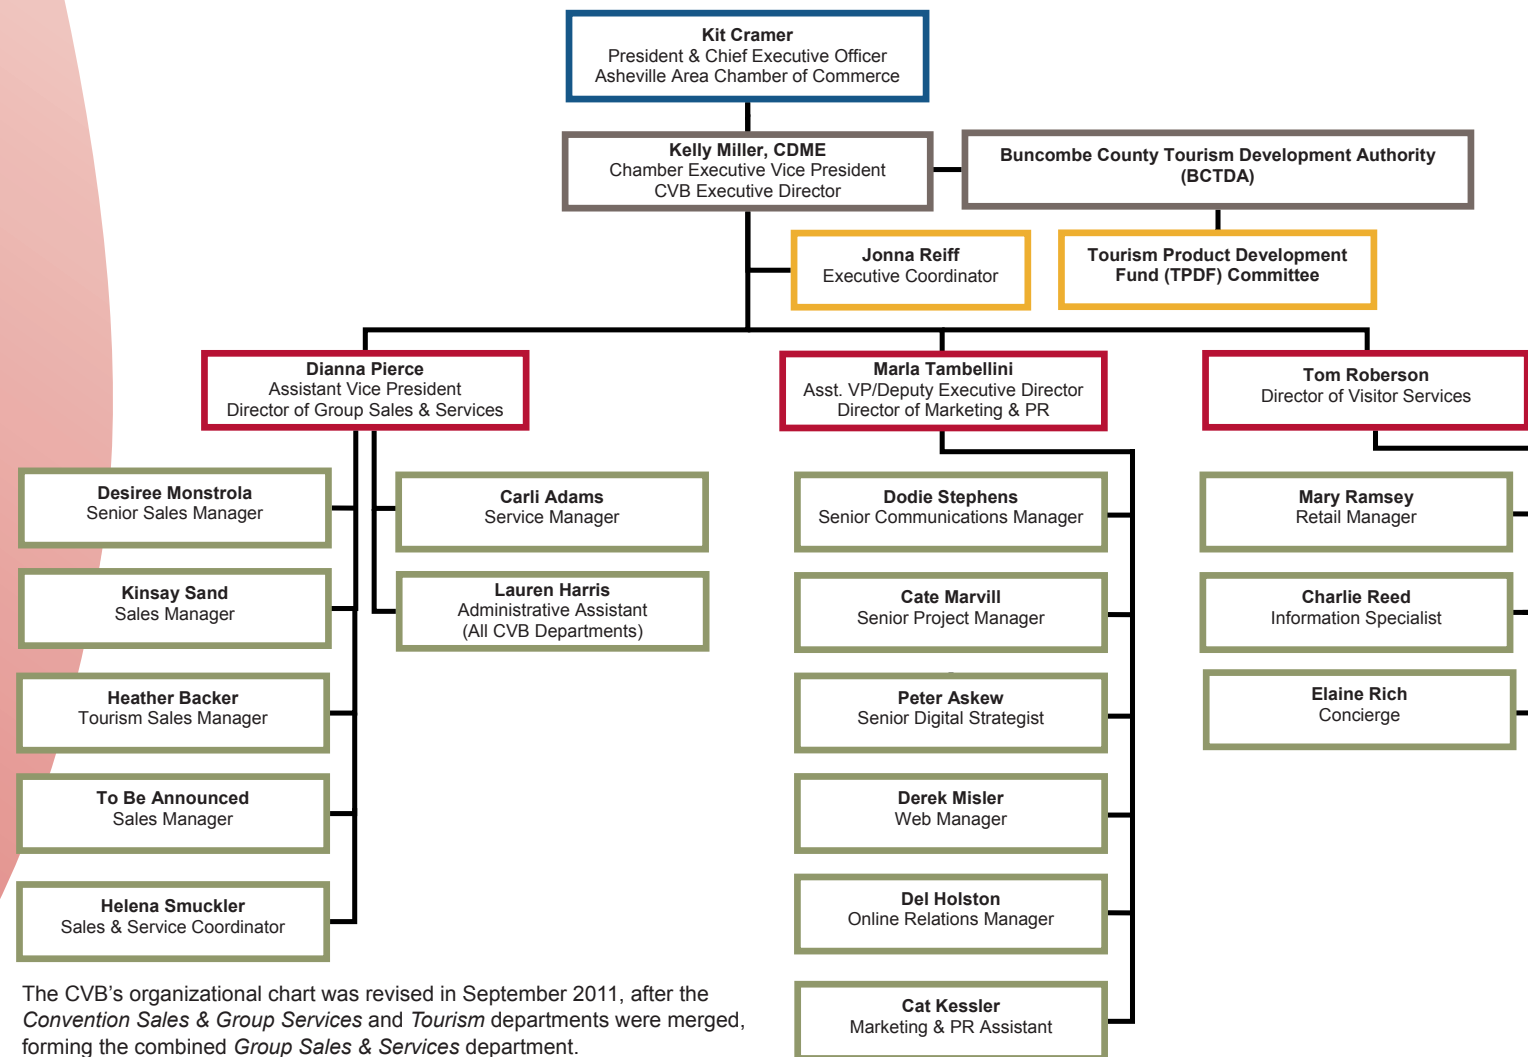 Kit Cramer
President & Chief Executive Officer
Asheville Area Chamber of Commerce
Kelly Miller, CDME
Chamber Executive Vice President
CVB Executive Director
Buncombe County Tourism Development Authority
(BCTDA)
Jonna Reiff
Executive Coordinator
Tourism Product Development
Fund (TPDF) Committee
Dianna Pierce
Assistant Vice President
Director of Group Sales & Services
Marla Tambellini
Asst. VP/Deputy Executive Director
Director of Marketing & PR
Tom Roberson
Director of Visitor Services
Desiree Monstrola
Senior Sales Manager
Kinsay Sand
Sales Manager
Heather Backer
Tourism Sales Manager
To Be Announced
Sales Manager
Helena Smuckler
Sales & Service Coordinator
Carli Adams
Service Manager
Lauren Harris
Administrative Assistant
(All CVB Departments)
Dodie Stephens
Senior Communications Manager
Cate Marvill
Senior Project Manager
Peter Askew
Senior Digital Strategist
Derek Misler
Web Manager
Del Holston
Online Relations Manager
Cat Kessler
Marketing & PR Assistant
Mary Ramsey
Retail Manager
Charlie Reed
Information Specialist
Elaine Rich
Concierge
The CVB's organizational chart was revised in September 2011, after the
Convention Sales & Group Services and Tourism departments were merged,
forming the combined Group Sales & Services department.